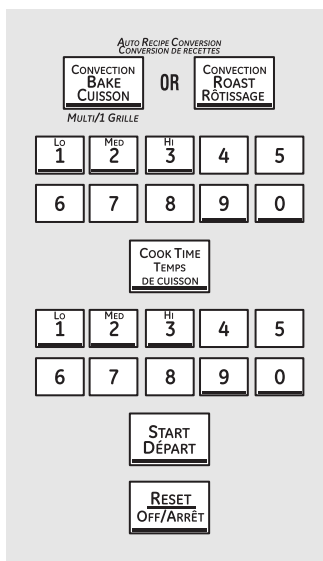 AUTO RECIPE CONVERSION
CONVERSION DE RECETTES
CONVECTION
BAKE
CUISSON
OR
CONVECTION
ROAST
RÔTISSAGE
MULTI/1 GRILLE
LO MED HI
1 2 3 4 5
6 7 8 9 0
COOK TIME
TEMPS
DE CUISSON
LO MED HI
1 2 3 4 5
6 7 8 9 0
START
DÉPART
RESET
OFF/ARRÊT